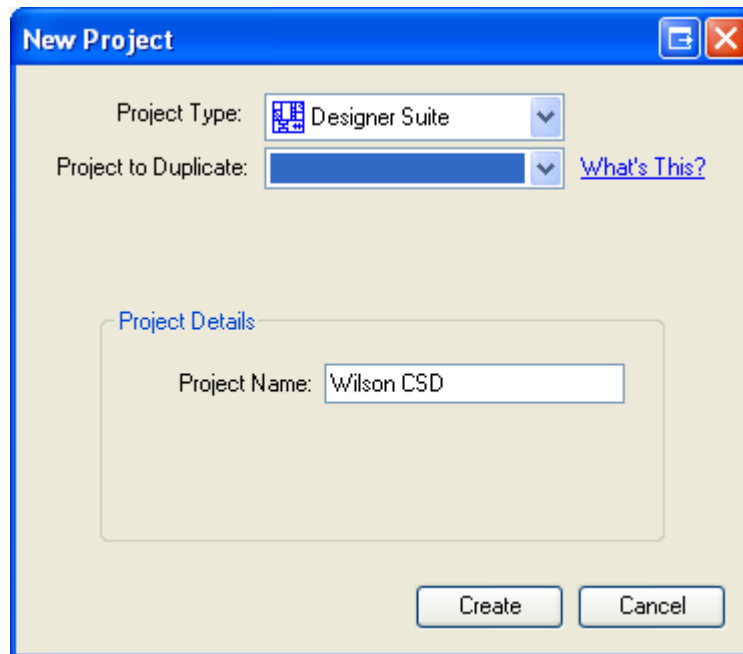 New Project
Project Type: Designer Suite
Project to Duplicate: What's This?
Project Details
Project Name: Wilson CSD
Create Cancel